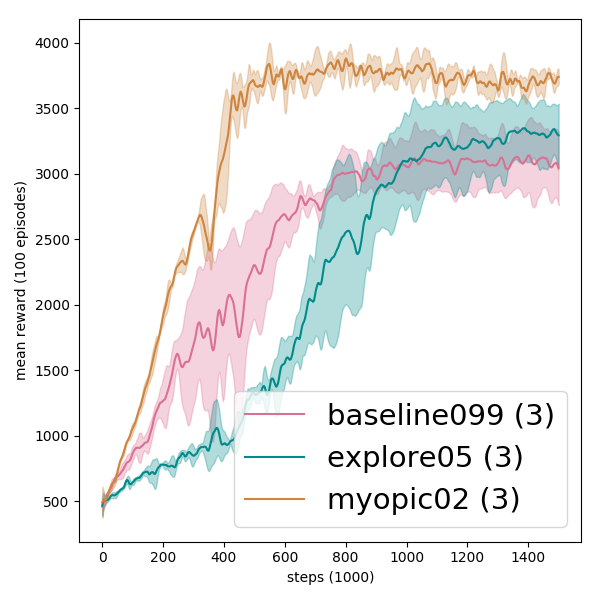 4000
3500
3000
2500
2000
1500
1000
500
mean reward (100 episodes)
baseline099 (3)
explore05 (3)
myopic02 (3)
0 200 400 600 800 1000 1200 1400
steps (1000)